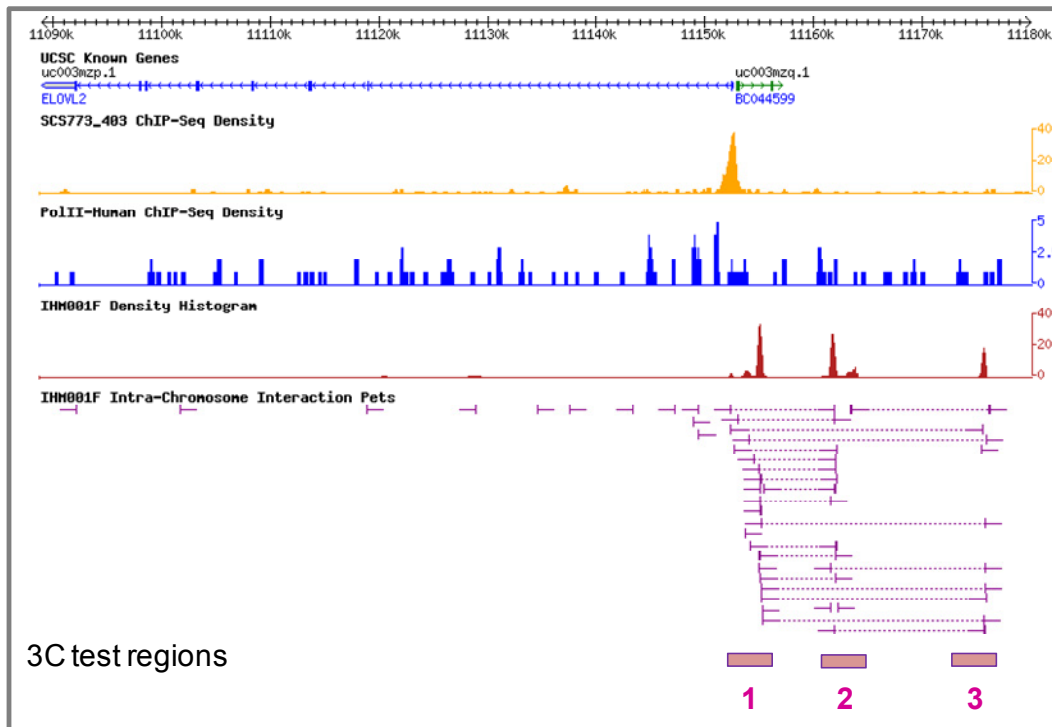 11090k 11100k 11110k 11120k 11130k 11140k 11150k 11160k 11170k 11180k
UCSC Known Genes
uc003mzp.1 uc003mzq.1
ELOVL2 BC044599
SCS773_403 ChIP-Seq Density
40
20
0
PolII-Human ChIP-Seq Density
5
2.
0
IHM001F Density Histogram
40
20
0
IHM001F Intra-Chromosome Interaction Pets
3C test regions
1 2 3